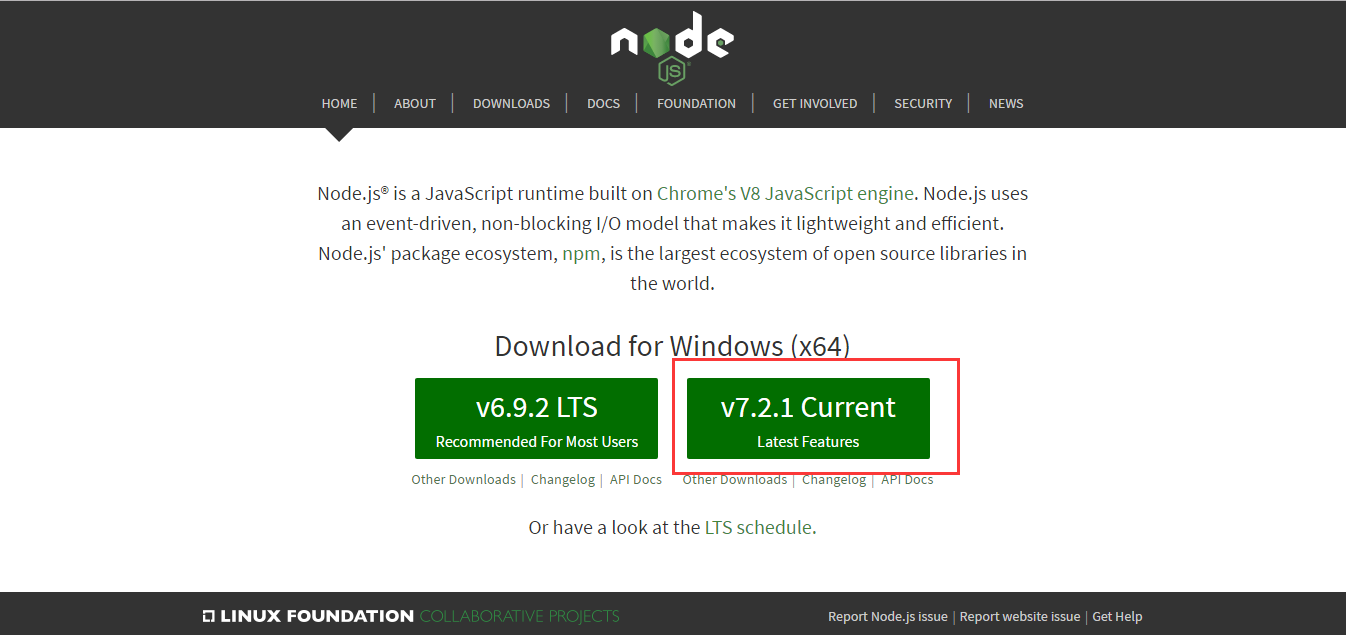 node
JS
HOME ABOUT DOWNLOADS DOCS FOUNDATION GET INVOLVED SECURITY NEWS
Node.js® is a JavaScript runtime built on Chrome's V8 JavaScript engine. Node.js uses
an event-driven, non-blocking I/O model that makes it lightweight and efficient.
Node.js' package ecosystem, npm, is the largest ecosystem of open source libraries in
the world.
Download for Windows (x64)
v6.9.2 LTS
Recommended For Most Users
v7.2.1 Current
Latest Features
Other Downloads | Changelog | API Docs
Other Downloads | Changelog | API Docs
Or have a look at the LTS schedule.
LINUX FOUNDATION COLLABORATIVE PROJECTS
Report Node.js issue | Report website issue | Get Help